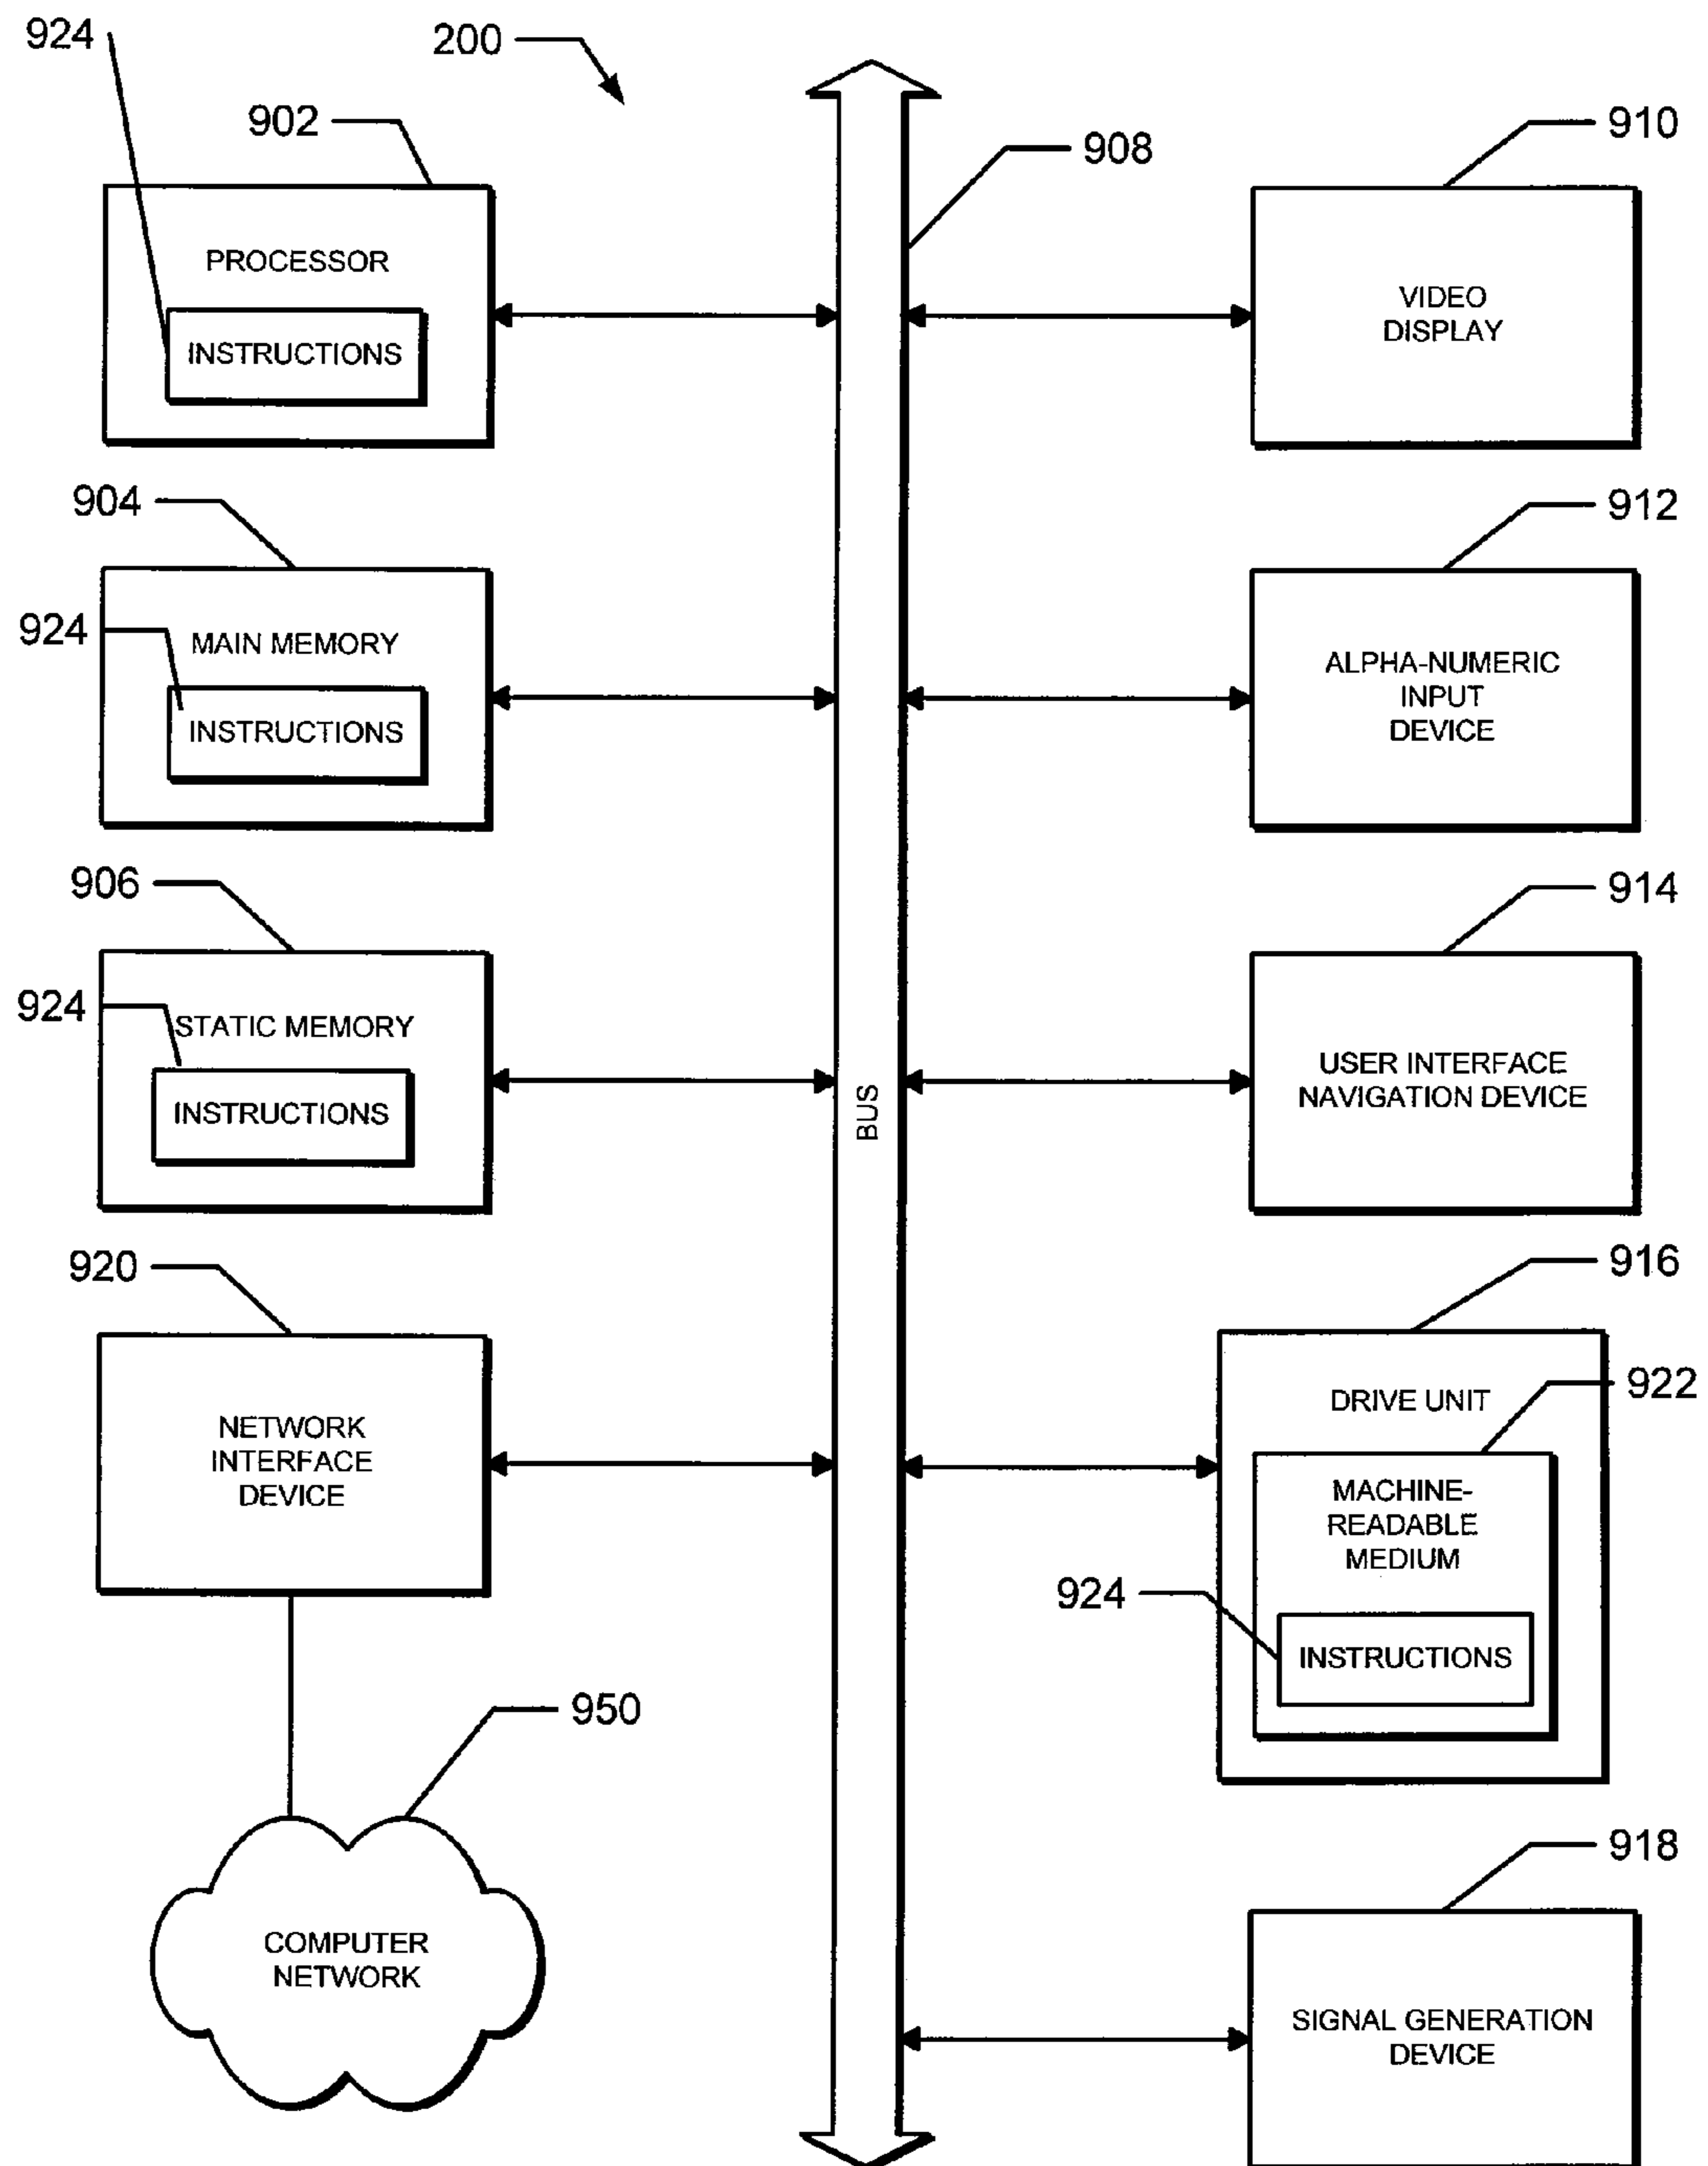 924
200
902
908
910
PROCESSOR
INSTRUCTIONS
VIDEO
DISPLAY
904
912
924
MAIN MEMORY
INSTRUCTIONS
ALPHA-NUMERIC
INPUT
DEVICE
906
914
924
STATIC MEMORY
INSTRUCTIONS
BUS
USER INTERFACE
NAVIGATION DEVICE
920
916
922
NETWORK
INTERFACE
DEVICE
DRIVE UNIT
MACHINE-
READABLE
MEDIUM
924
INSTRUCTIONS
950
918
COMPUTER
NETWORK
SIGNAL GENERATION
DEVICE